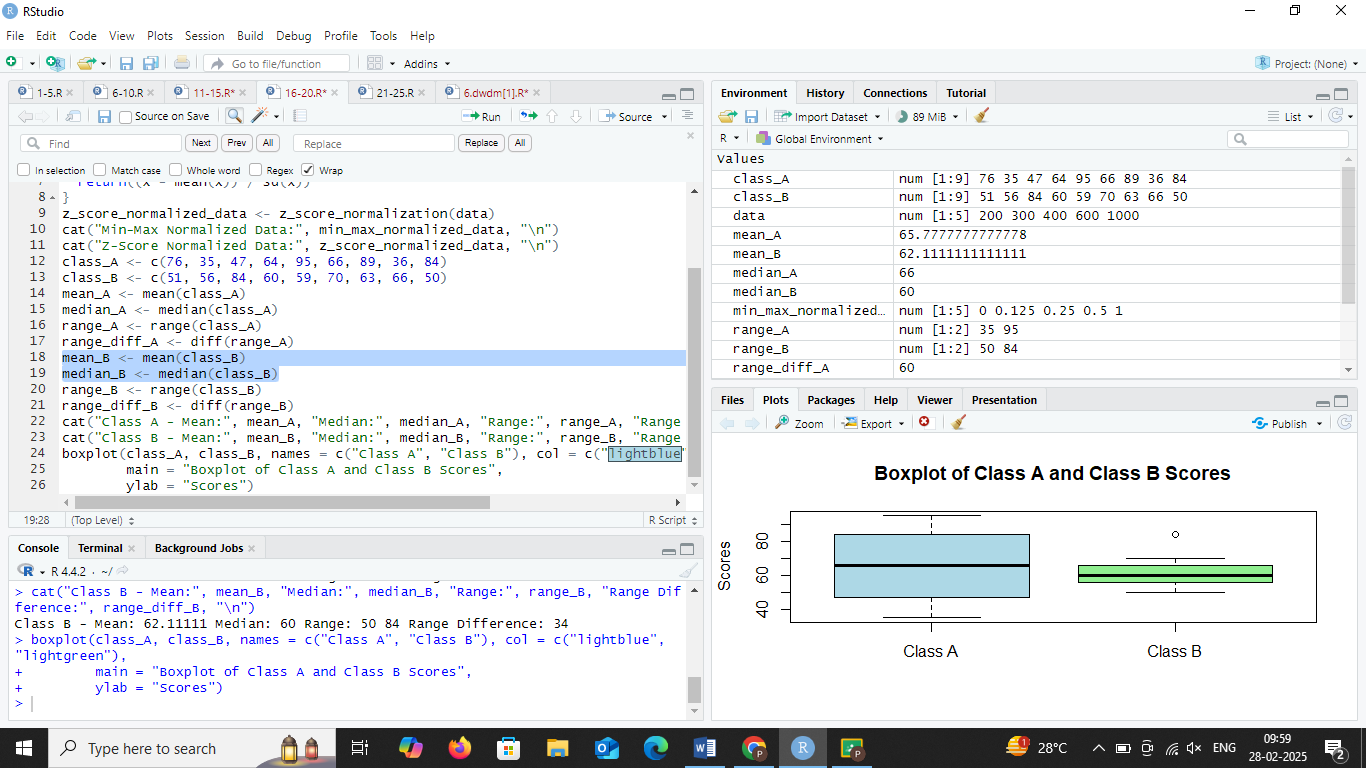 RStudio
File Edit Code View Plots Session Build Debug Profile Tools Help
Go to file/function
Addins
Project: (None)
1-5.R
6-10.R
11-15.R*
16-20.R*
21-25.R
6.dwdm[1].R*
Source on Save
Run
Source
Find
Next
Prev
All
Replace
Replace
All
In selection
Match case
Whole word
Regex
Wrap
7 return((x - mean(x)) / sd(x))
8 }
9 z_score_normalized_data <- z_score_normalization(data)
10 cat("Min-Max Normalized Data:", min_max_normalized_data, "\n")
11 cat("Z-Score Normalized Data:", z_score_normalized_data, "\n")
12 class_A <- c(76, 35, 47, 64, 95, 66, 89, 36, 84)
13 class_B <- c(51, 56, 84, 60, 59, 70, 63, 66, 50)
14 mean_A <- mean(class_A)
15 median_A <- median(class_A)
16 range_A <- range(class_A)
17 range_diff_A <- diff(range_A)
18 mean_B <- mean(class_B)
19 median_B <- median(class_B)
20 range_B <- range(class_B)
21 range_diff_B <- diff(range_B)
22 cat("Class A - Mean:", mean_A, "Median:", median_A, "Range:", range_A, "Range
23 cat("Class B - Mean:", mean_B, "Median:", median_B, "Range:", range_B, "Range
24 boxplot(class_A, class_B, names = c("Class A", "Class B"), col = c("lightblue"
25 main = "Boxplot of Class A and Class B Scores",
26 ylab = "Scores")
19:28
(Top Level)
R Script
Console Terminal Background Jobs
R 4.4.2 · ~/
> cat("Class B - Mean:", mean_B, "Median:", median_B, "Range:", range_B, "Range Dif
ference:", range_diff_B, "\n")
Class B - Mean: 62.11111 Median: 60 Range: 50 84 Range Difference: 34
> boxplot(class_A, class_B, names = c("Class A", "Class B"), col = c("lightblue",
"lightgreen"),
+ main = "Boxplot of Class A and Class B Scores",
+ ylab = "Scores")
>
Environment History Connections Tutorial
Import Dataset
89 MiB
List
R
Global Environment
Values
class_A num [1:9] 76 35 47 64 95 66 89 36 84
class_B num [1:9] 51 56 84 60 59 70 63 66 50
data num [1:5] 200 300 400 600 1000
mean_A 65.7777777777778
mean_B 62.1111111111111
median_A 66
median_B 60
min_max_normalized… num [1:5] 0 0.125 0.25 0.5 1
range_A num [1:2] 35 95
range_B num [1:2] 50 84
range_diff_A 60
Files Plots Packages Help Viewer Presentation
Zoom
Export
Publish
Boxplot of Class A and Class B Scores
Scores
80
60
40
Class A
Class B
Type here to search
28°C
ENG
09:59
28-02-2025
2